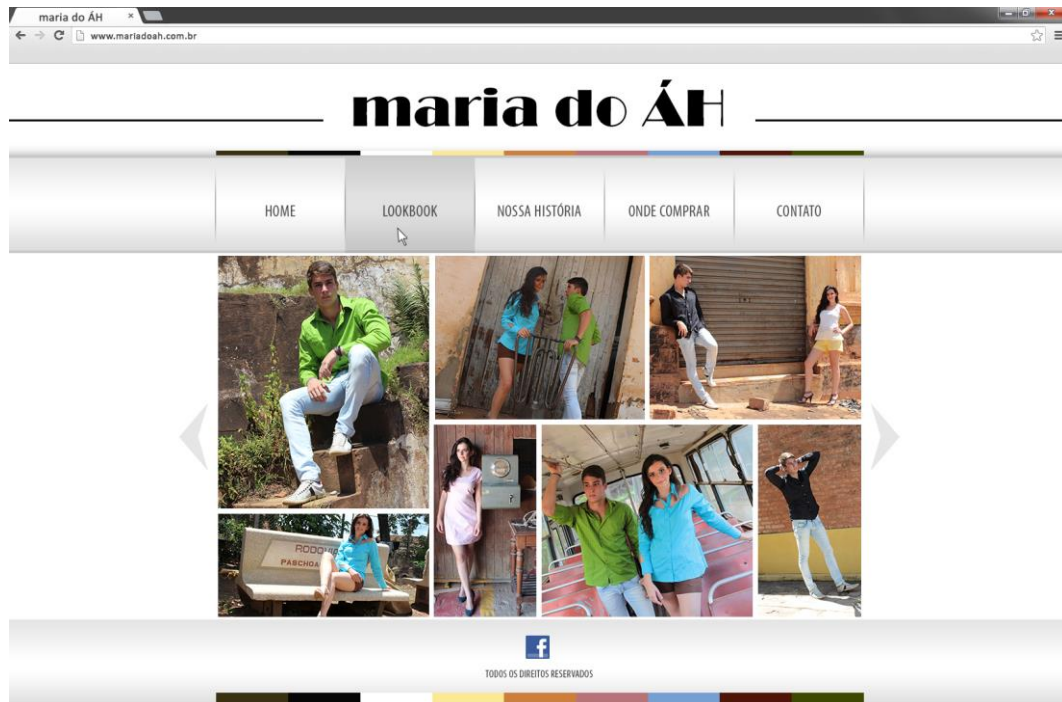 maria do ÁH
www.mariadoah.com.br
maria do ÁH
HOME
LOOKBOOK
NOSSA HISTÓRIA
ONDE COMPRAR
CONTATO
PASCHOA
f
TODOS OS DIREITOS RESERVADOS